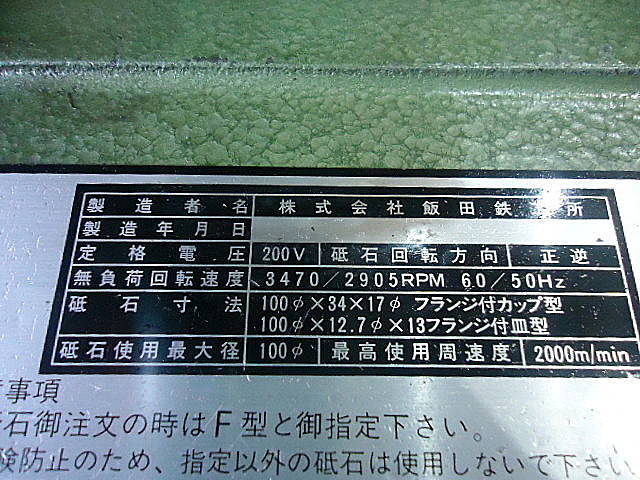 製造者名 株式会社飯田鉄 所
製造年月日
定格電圧 200V 砥石回転方向 正逆
無負荷回転速度 3470/2905RPM 60/50Hz
砥石寸法 100φ×34×17φ フランジ付カップ型
100φ×12.7φ×13フランジ付皿型
砥石使用最大径 100φ 最高使用周速度 2000m/min
事項
石御注文の時はF型と御指定下さい。
険防止のため、指定以外の砥石は使用しないで下さい